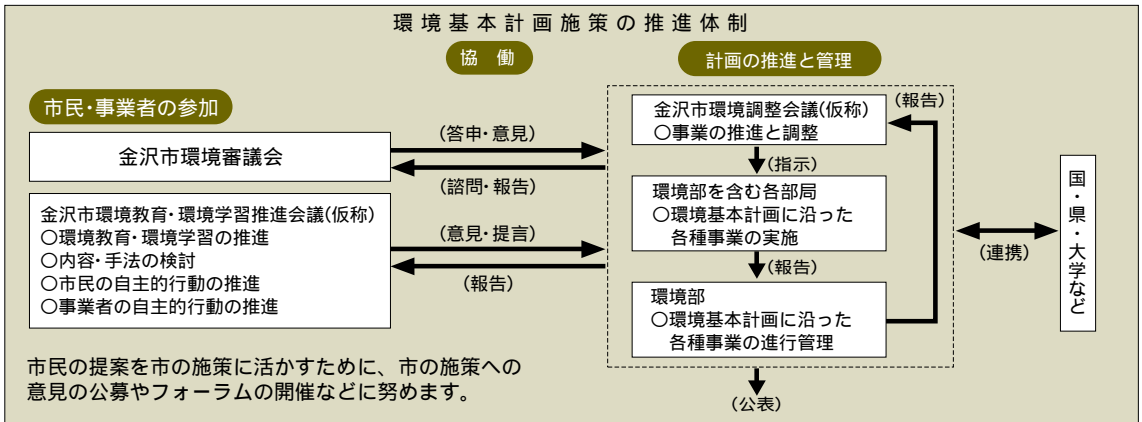 環境基本計画施策の推進体制
協働
計画の推進と管理
市民・事業者の参加
金沢市環境審議会
(答申・意見)
(諮問・報告)
金沢市環境教育・環境学習推進会議(仮称)
○環境教育・環境学習の推進
○内容・手法の検討
○市民の自主的行動の推進
○事業者の自主的行動の推進
(意見・提言)
(報告)
金沢市環境調整会議(仮称)
○事業の推進と調整
(指示)
環境部を含む各部局
○環境基本計画に沿った
各種事業の実施
(報告)
環境部
○環境基本計画に沿った
各種事業の進行管理
(報告)
(公表)
(連携)
国・県・大学など
市民の提案を市の施策に活かすために、市の施策への
意見の公募やフォーラムの開催などに努めます。